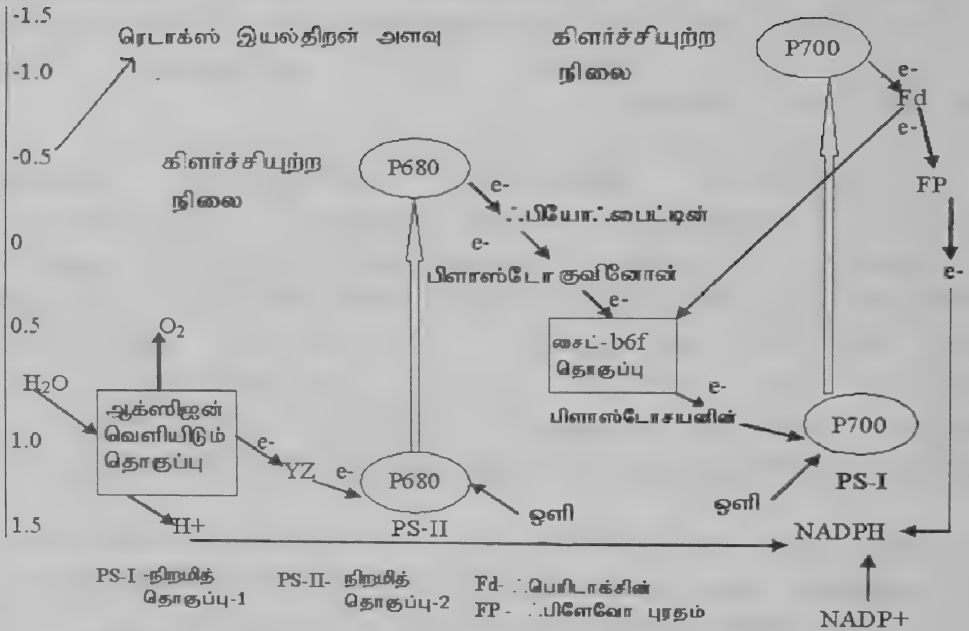 -1.5
-1.0
-0.5
0
0.5
1.0
1.5
ரெடாக்ஸ் இயல்திறன் அளவு
கிளர்ச்சியுற்ற
நிலை
P700
e-
Fd
e-
FP
e-
கிளர்ச்சியுற்ற
நிலை
P680
e-
ஃபியோஃபைட்டின்
e-
பிளாஸ்டோ குவினோன்
e-
சைட்-b6f
தொகுப்பு
e-
பிளாஸ்டோசயனின்
P700
PS-I
ஒளி
O2
H2O
ஆக்ஸிஜன்
வெளியிடும்
தொகுப்பு
e-
YZ
e-
P680
PS-II
ஒளி
H+
NADPH
NADP+
PS-I -நிறமித்
தொகுப்பு-1
PS-II- நிறமித்
தொகுப்பு-2
Fd- ஃபெரிடாக்சின்
FP - ஃபிளேவோ புரதம்